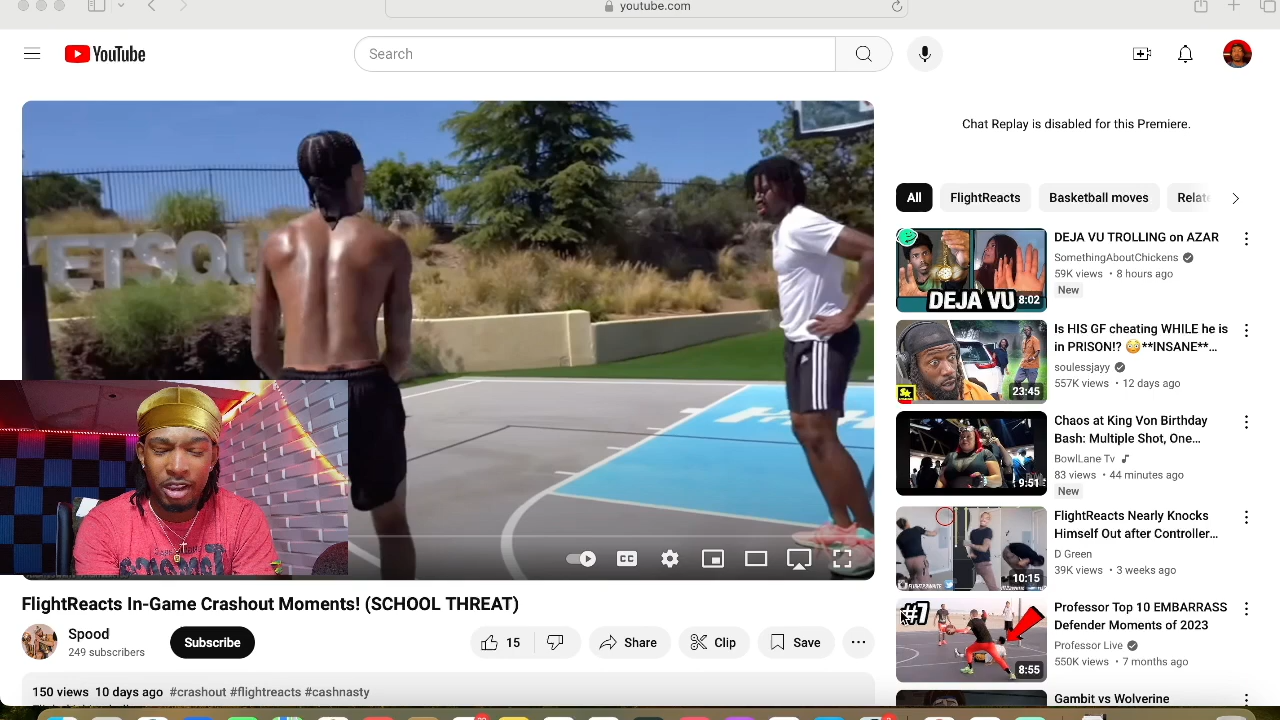 youtube.com
YouTube
Search
Chat Replay is disabled for this Premiere.
All
FlightReacts
Basketball moves
DEJA VU TROLLING on AZAR
SomethingAboutChickens
59K views • 8 hours ago
New
DEJA VU
8:02
Is HIS GF cheating WHILE he is
in PRISON!? 😳**INSANE**…
soulessjayy
557K views • 12 days ago
23:45
Chaos at King Von Birthday
Bash: Multiple Shot, One…
BowlLane Tv
83 views • 44 minutes ago
New
9:51
FlightReacts Nearly Knocks
Himself Out after Controller…
D Green
39K views • 3 weeks ago
10:15
#7
Professor Top 10 EMBARRASS
Defender Moments of 2023
Professor Live
550K views • 7 months ago
8:55
Gambit vs Wolverine
CC
FlightReacts In-Game Crashout Moments! (SCHOOL THREAT)
Spood
249 subscribers
Subscribe
15
Share
Clip
Save
150 views 10 days ago #crashout #flightreacts #cashnasty